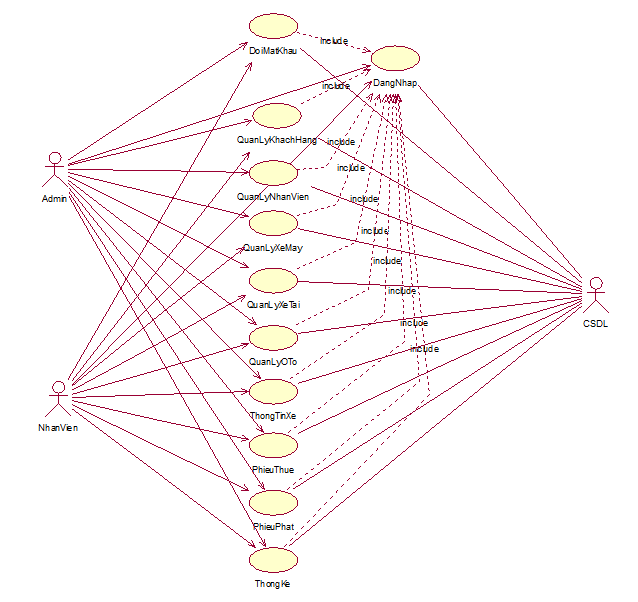 include
DoiMatKhau
DangNhap
include
QuanLyKhachHang
include
include
Admin
QuanLyNhanVien
include
include
QuanLyXeMay
include
include
QuanLyXeTai
CSDL
include
QuanLyOTo
include
ThongTinXe
NhanVien
PhieuThue
PhieuPhat
ThongKe